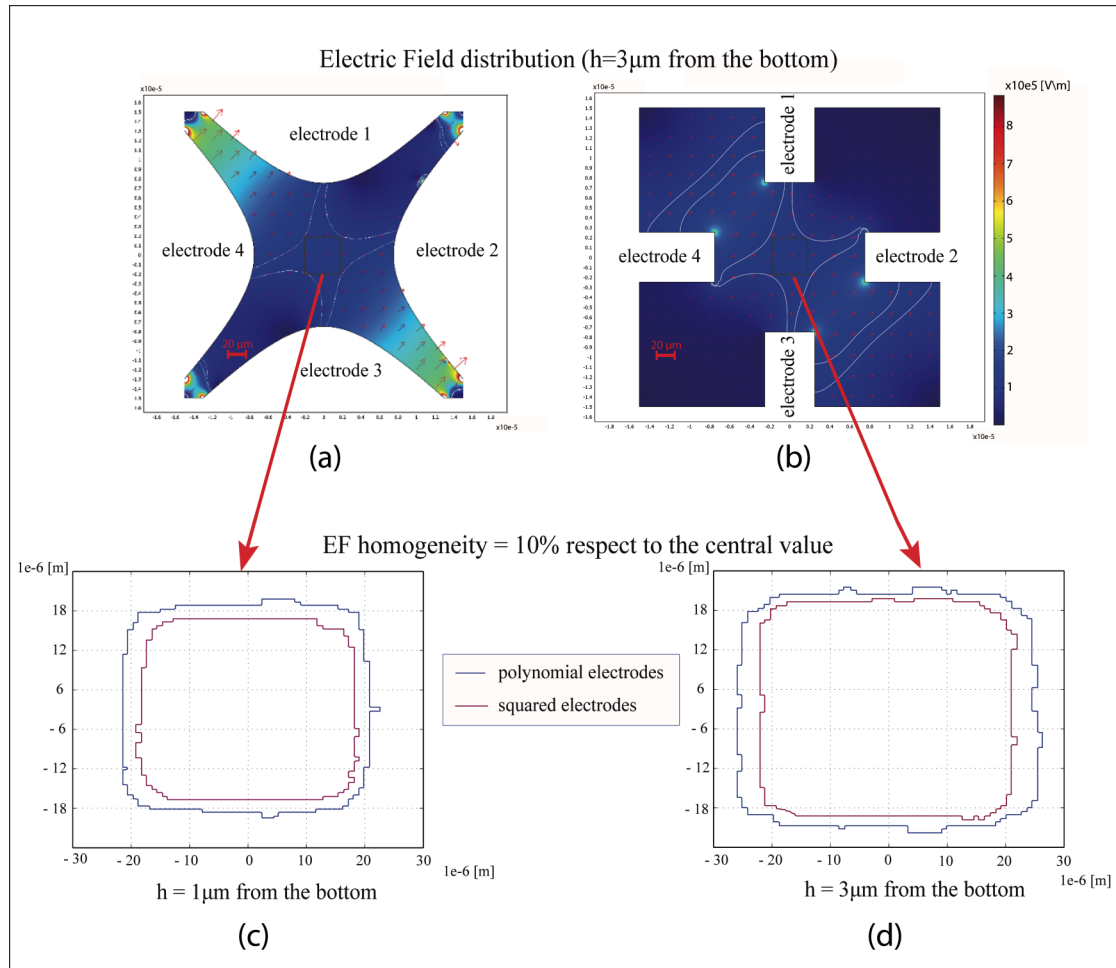 Electric Field distribution (h=3μm from the bottom)
x10e-5
x10e-5
x10e5 [V\m]
electrode 1
electrode 2
electrode 3
electrode 4
20 μm
x10e-5
(a)
electrode 1
electrode 2
electrode 3
electrode 4
20 μm
x10e-5
(b)
8
7
6
5
4
3
2
1
EF homogeneity = 10% respect to the central value
1e-6 [m]
18
12
6
- 6
- 12
- 18
- 30 - 20 - 10 0 10 20 30
1e-6 [m]
h = 1μm from the bottom
(c)
polynomial electrodes
squared electrodes
1e-6 [m]
18
12
6
- 6
- 12
- 18
- 30 - 20 - 10 0 10 20 30
1e-6 [m]
h = 3μm from the bottom
(d)